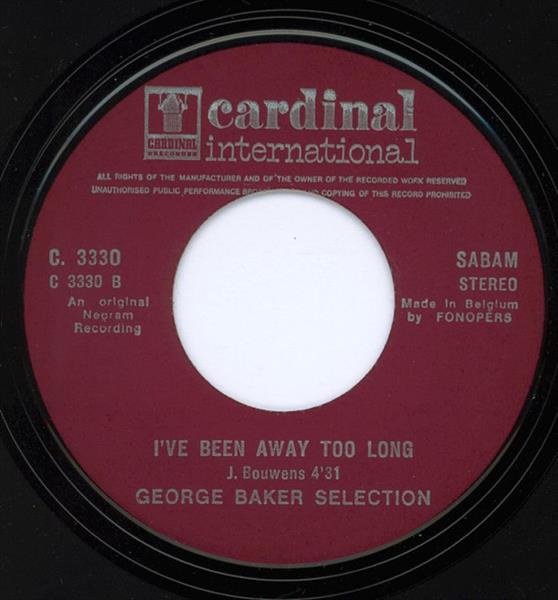 CARDINAL
RECORDS
cardinal
international
ALL RIGHTS OF THE MANUFACTURER AND OF THE OWNER OF THE RECORDED WORK RESERVED
UNAUTHORISED PUBLIC PERFORMANCE COPYING OF THIS RECORD PROHIBITED
C. 3330
C 3330 B
An original
Negram
Recording
SABAM
STEREO
Made in Belgium
by FONOPERS
I'VE BEEN AWAY TOO LONG
J. Bouwens 4'31
GEORGE BAKER SELECTION